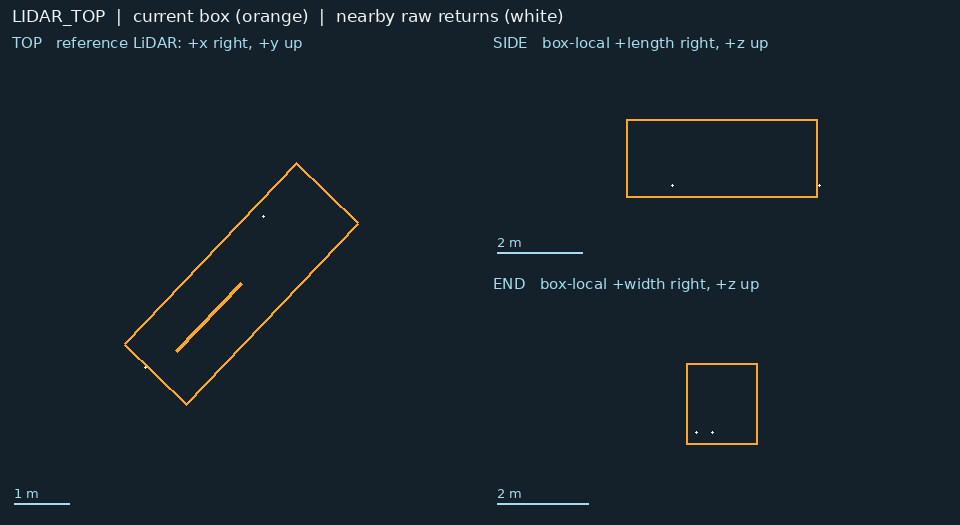 LIDAR_TOP | current box (orange) | nearby raw returns (white)
TOP reference LiDAR: +x right, +y up
SIDE box-local +length right, +z up
2 m
END box-local +width right, +z up
1 m
2 m